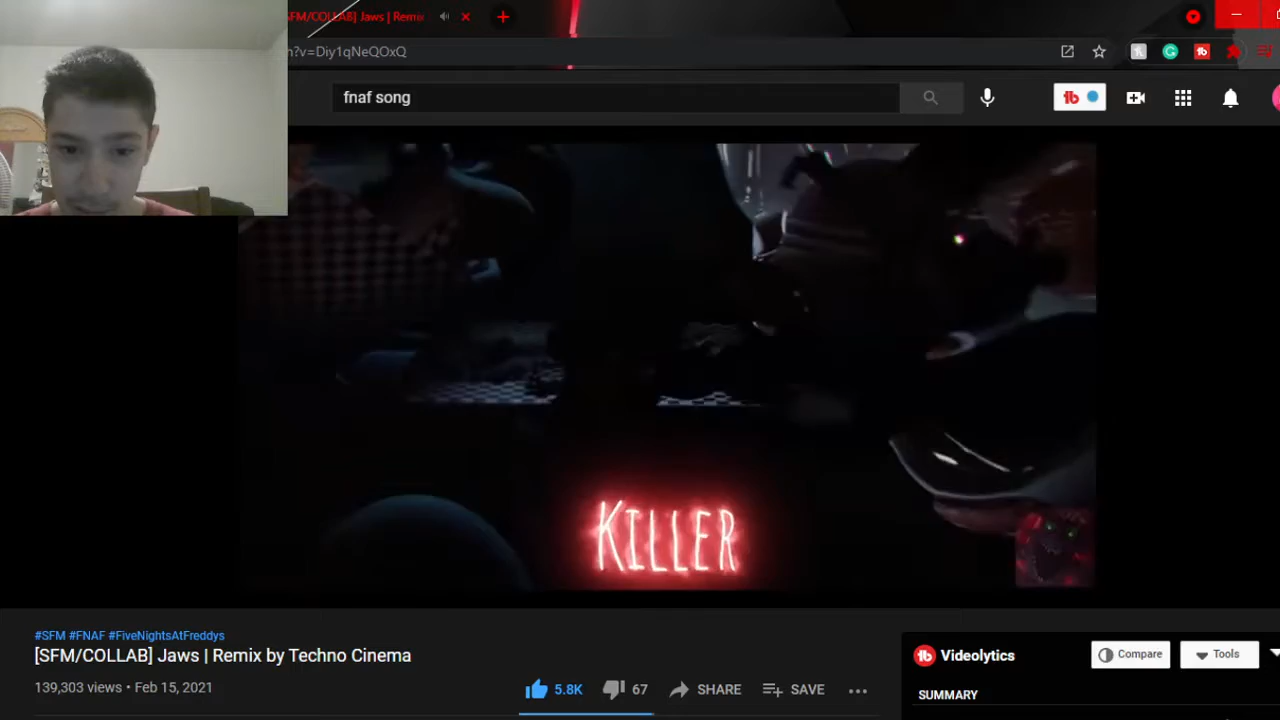 SFM/COLLAB] Jaws | Remix
?v=Diy1qNeQOxQ
fnaf song
KILLER
#SFM #FNAF #FiveNightsAtFreddys
[SFM/COLLAB] Jaws | Remix by Techno Cinema
139,303 views • Feb 15, 2021
5.8K
67
SHARE
SAVE
Videolytics
Compare
Tools
SUMMARY